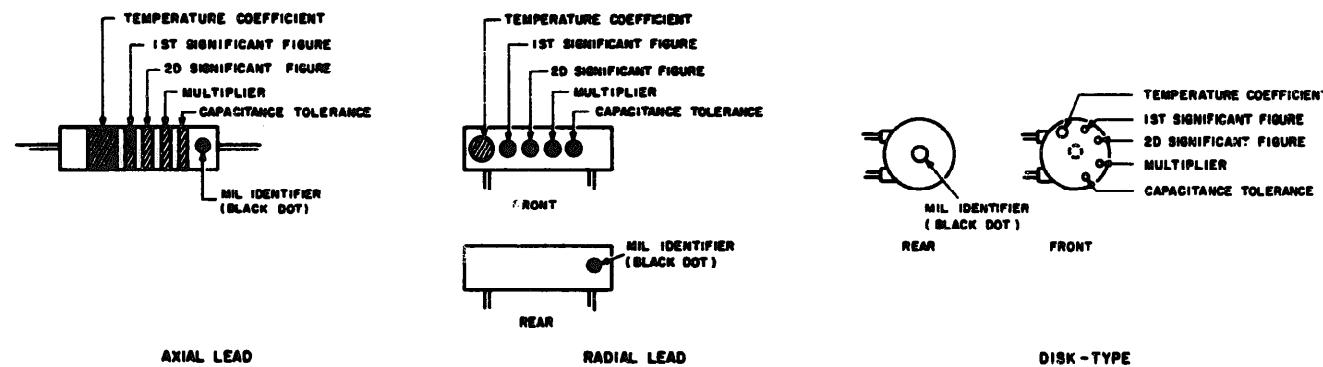 TEMPERATURE COEFFICIENT
1ST SIGNIFICANT FIGURE
2D SIGNIFICANT FIGURE
MULTIPLIER
CAPACITANCE TOLERANCE
MIL IDENTIFIER
(BLACK DOT)
AXIAL LEAD
TEMPERATURE COEFFICIENT
1ST SIGNIFICANT FIGURE
2D SIGNIFICANT FIGURE
MULTIPLIER
CAPACITANCE TOLERANCE
FRONT
MIL IDENTIFIER
(BLACK DOT)
REAR
RADIAL LEAD
MIL IDENTIFIER
(BLACK DOT)
REAR
TEMPERATURE COEFFICIENT
1ST SIGNIFICANT FIGURE
2D SIGNIFICANT FIGURE
MULTIPLIER
CAPACITANCE TOLERANCE
FRONT
DISK-TYPE